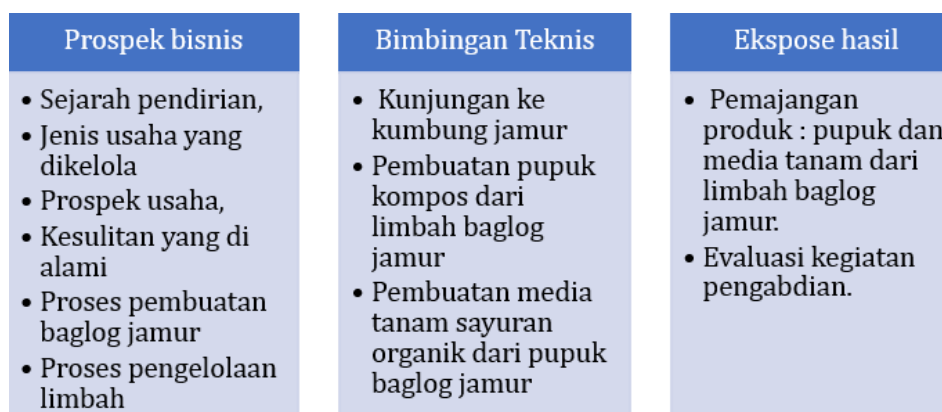 Prospek bisnis
• Sejarah pendirian,
• Jenis usaha yang
dikelola
• Prospek usaha,
• Kesulitan yang di
alami
• Proses pembuatan
baglog jamur
• Proses pengelolaan
limbah
Bimbingan Teknis
• Kunjungan ke
kumbung jamur
• Pembuatan pupuk
kompos dari
limbah baglog
jamur
• Pembuatan media
tanam sayuran
organik dari pupuk
baglog jamur
Ekspose hasil
• Pemajangan
produk : pupuk dan
media tanam dari
limbah baglog
jamur.
• Evaluasi kegiatan
pengabdian.